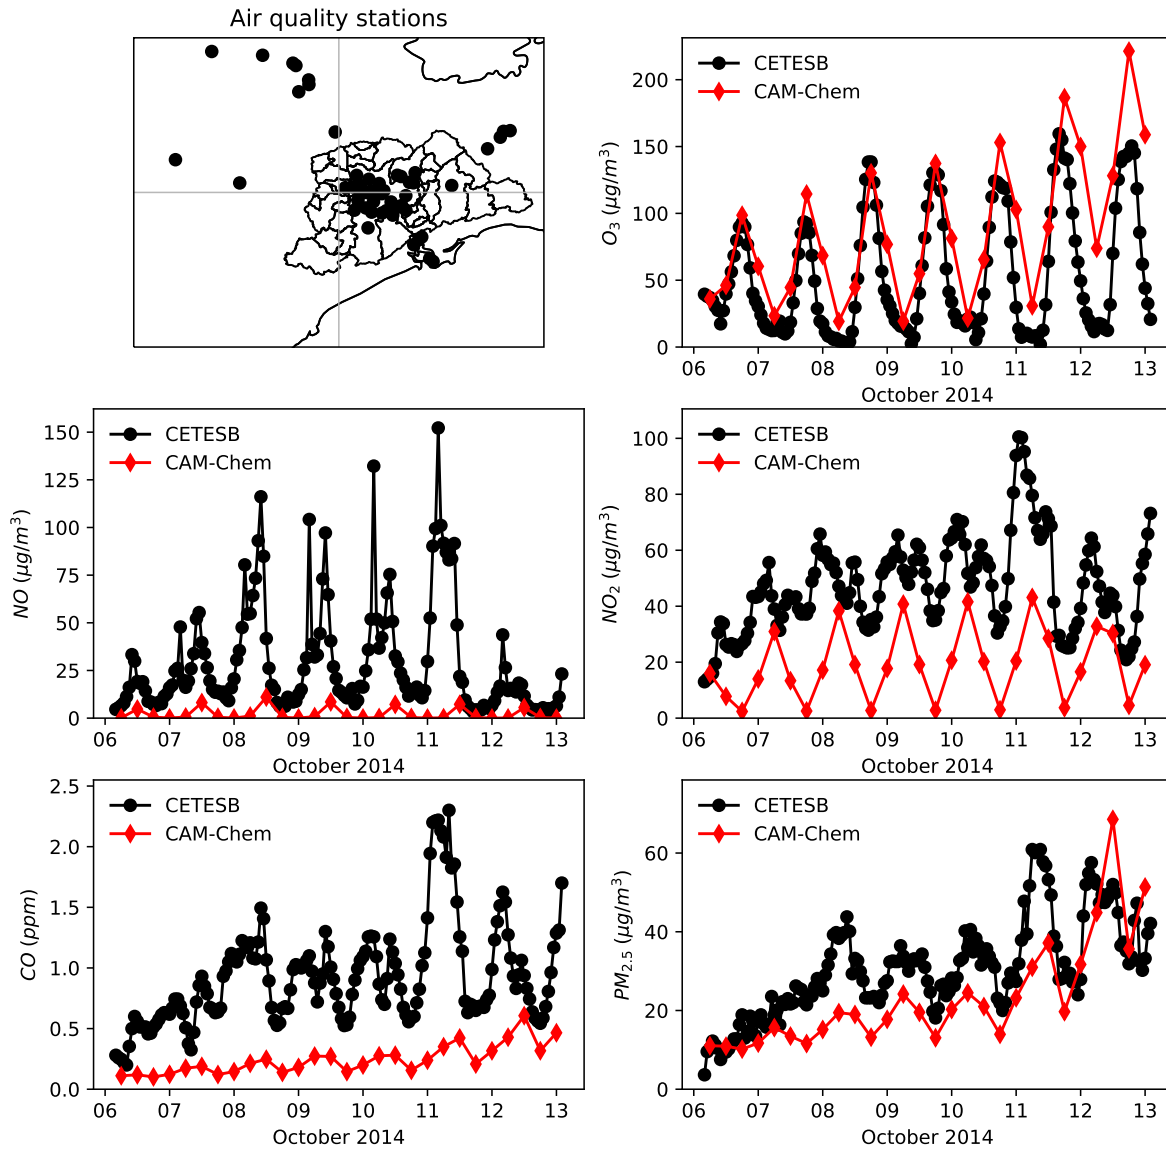 Air quality stations
CETESB
CAM-Chem
200
150
100
50
0
O3 (μg/m3)
06 07 08 09 10 11 12 13
October 2014
CETESB
CAM-Chem
150
125
100
75
50
25
0
NO (μg/m3)
06 07 08 09 10 11 12 13
October 2014
CETESB
CAM-Chem
100
80
60
40
20
0
NO2 (μg/m3)
06 07 08 09 10 11 12 13
October 2014
CETESB
CAM-Chem
2.5
2.0
1.5
1.0
0.5
0.0
CO (ppm)
06 07 08 09 10 11 12 13
October 2014
CETESB
CAM-Chem
60
40
20
0
PM2.5 (μg/m3)
06 07 08 09 10 11 12 13
October 2014